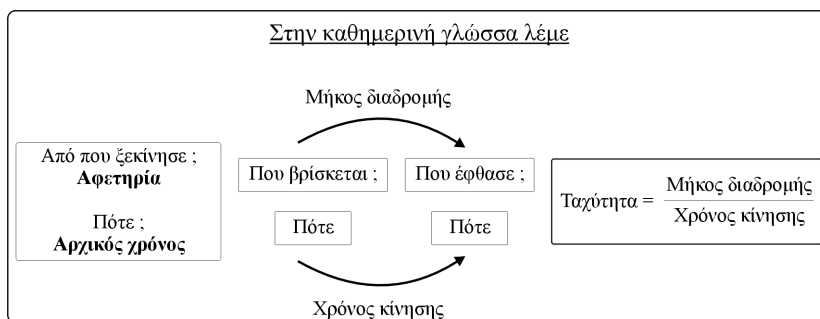 Στην καθημερινή γλώσσα λέμε
Μήκος διαδρομής
Από που ξεκίνησε ;
Αφετηρία
Πότε ;
Αρχικός χρόνος
Που βρίσκεται ;
Που έφθασε ;
Πότε
Πότε
Χρόνος κίνησης
Ταχύτητα = Μήκος διαδρομής
Χρόνος κίνησης